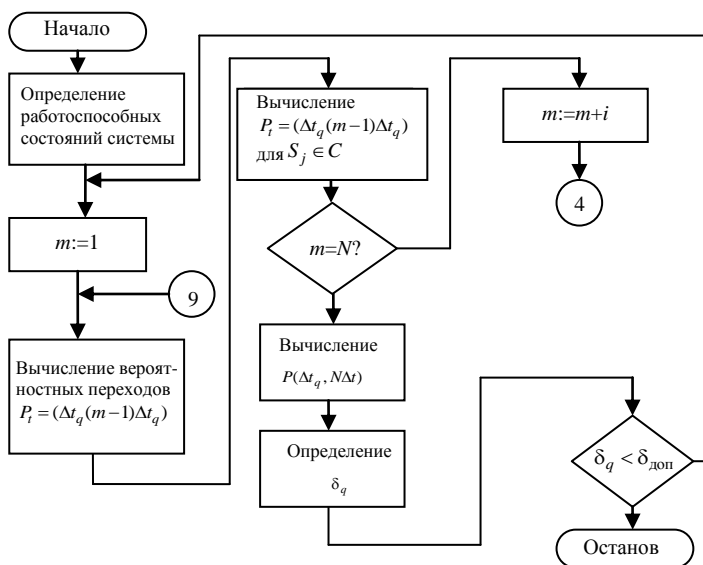 Начало
Определение
работоспособных
состояний системы
m:=1
9
Вычисление вероят-
ностных переходов
P_t = (Δt_q(m−1)Δt_q)
Вычисление
P_t = (Δt_q(m−1)Δt_q)
для S_j ∈ C
m=N?
Вычисление
P(Δt_q, NΔt)
Определение
δ_q
m:=m+i
4
δ_q < δ_доп
Останов